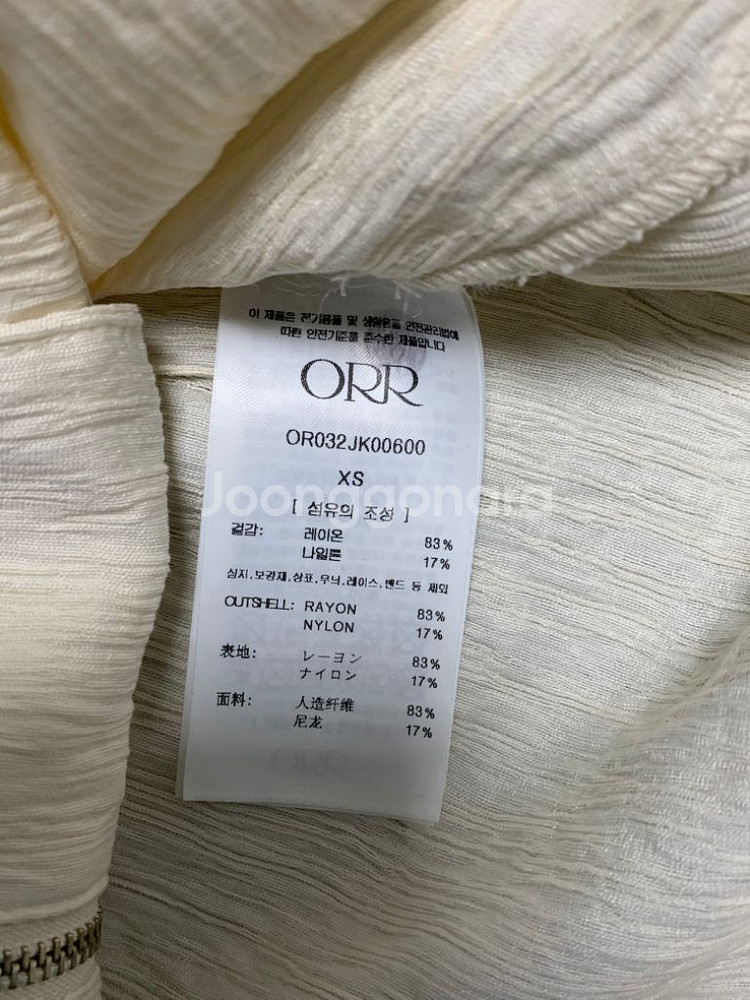 이 제품은 전기용품 및 생활용품 안전관리법에
따른 안전기준을 준수한 제품입니다
ORR
OR032JK00600
XS
Joonggonara
[ 섬유의 조성 ]
겉감: 레이온 83%
나일론 17%
심지,보강재,상표,무늬,레이스,밴드 등 제외
OUTSHELL: RAYON 83%
NYLON 17%
表地: レーヨン 83%
ナイロン 17%
面料: 人造纤维 83%
尼龙 17%